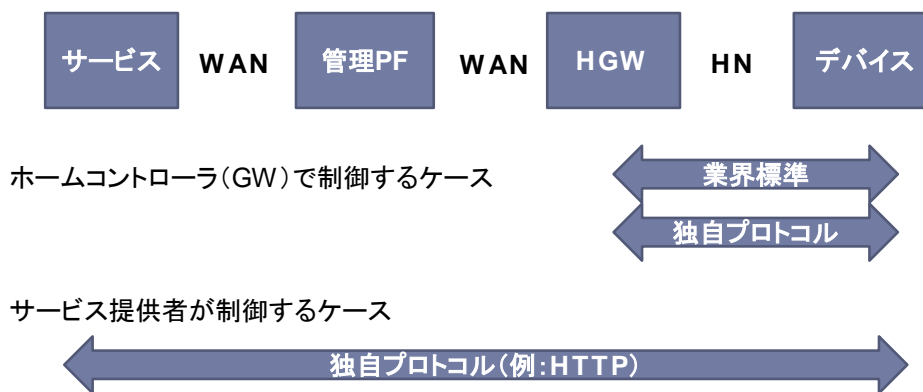 サービス WAN 管理PF WAN HGW HN デバイス
ホームコントローラ(GW)で制御するケース
業界標準
独自プロトコル
サービス提供者が制御するケース
独自プロトコル(例:HTTP)